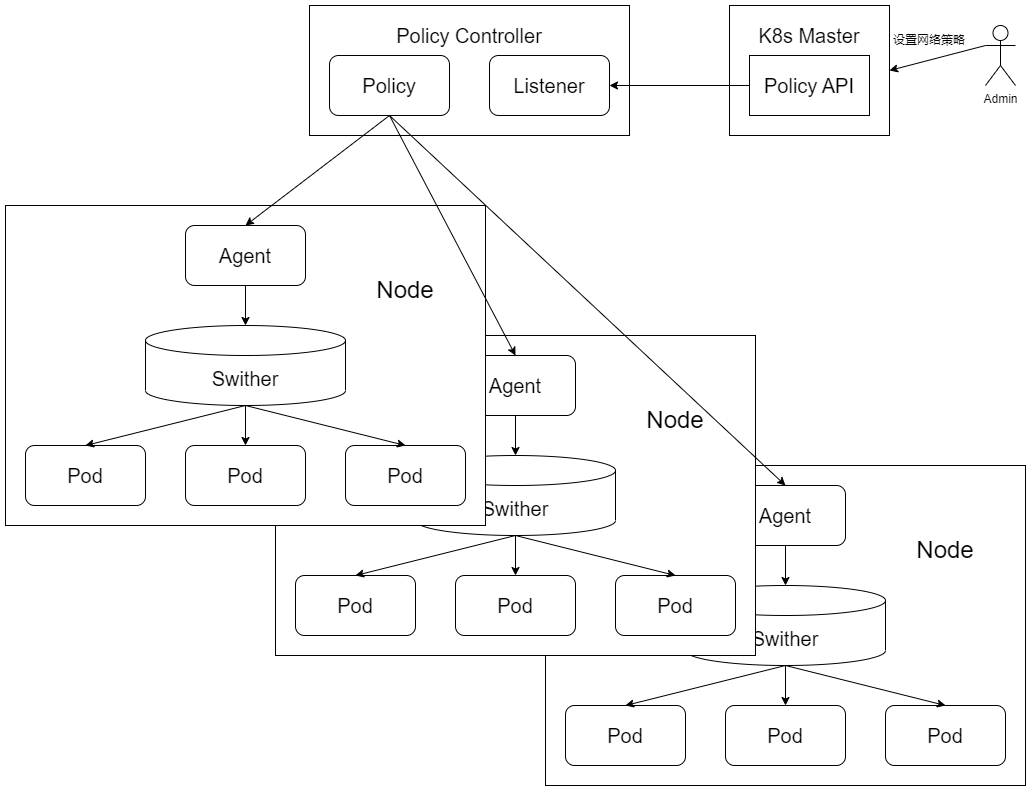 Policy Controller
K8s Master
设置网络策略
Policy
Listener
Policy API
Admin
Agent
Node
Swither
Pod
Pod
Pod
Agent
Node
Swither
Pod
Pod
Pod
Agent
Node
Swither
Pod
Pod
Pod